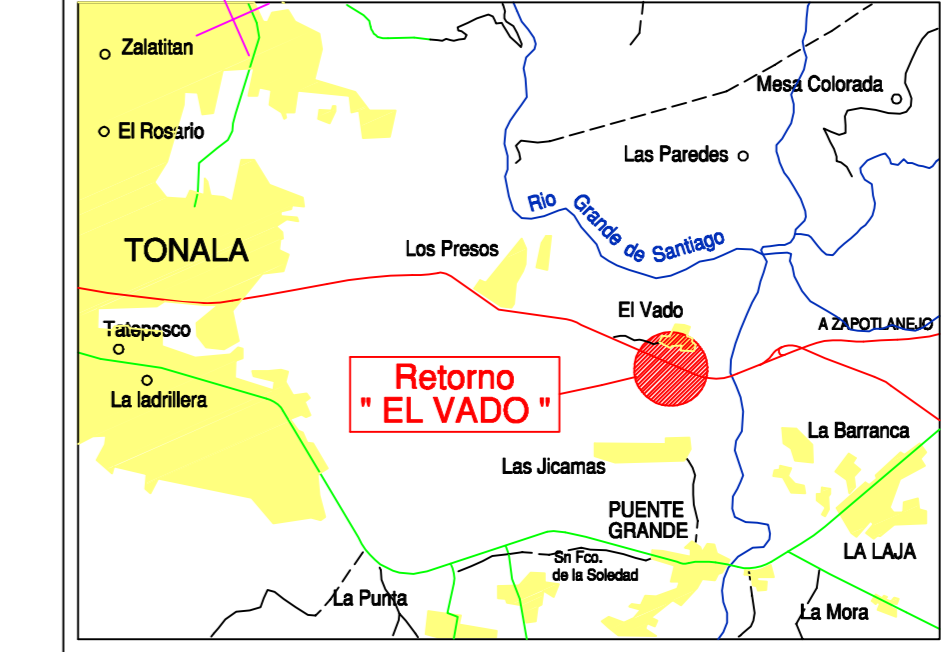 Zalatitan
Mesa Colorada
El Rosario
Las Paredes
Rio Grande de Santiago
TONALA
Los Presos
El Vado
A ZAPOTLANEJO
Tateposco
Retorno
" EL VADO "
La ladrillera
La Barranca
Las Jicamas
PUENTE
GRANDE
LA LAJA
Sn Fco.
de la Soledad
La Punta
La Mora